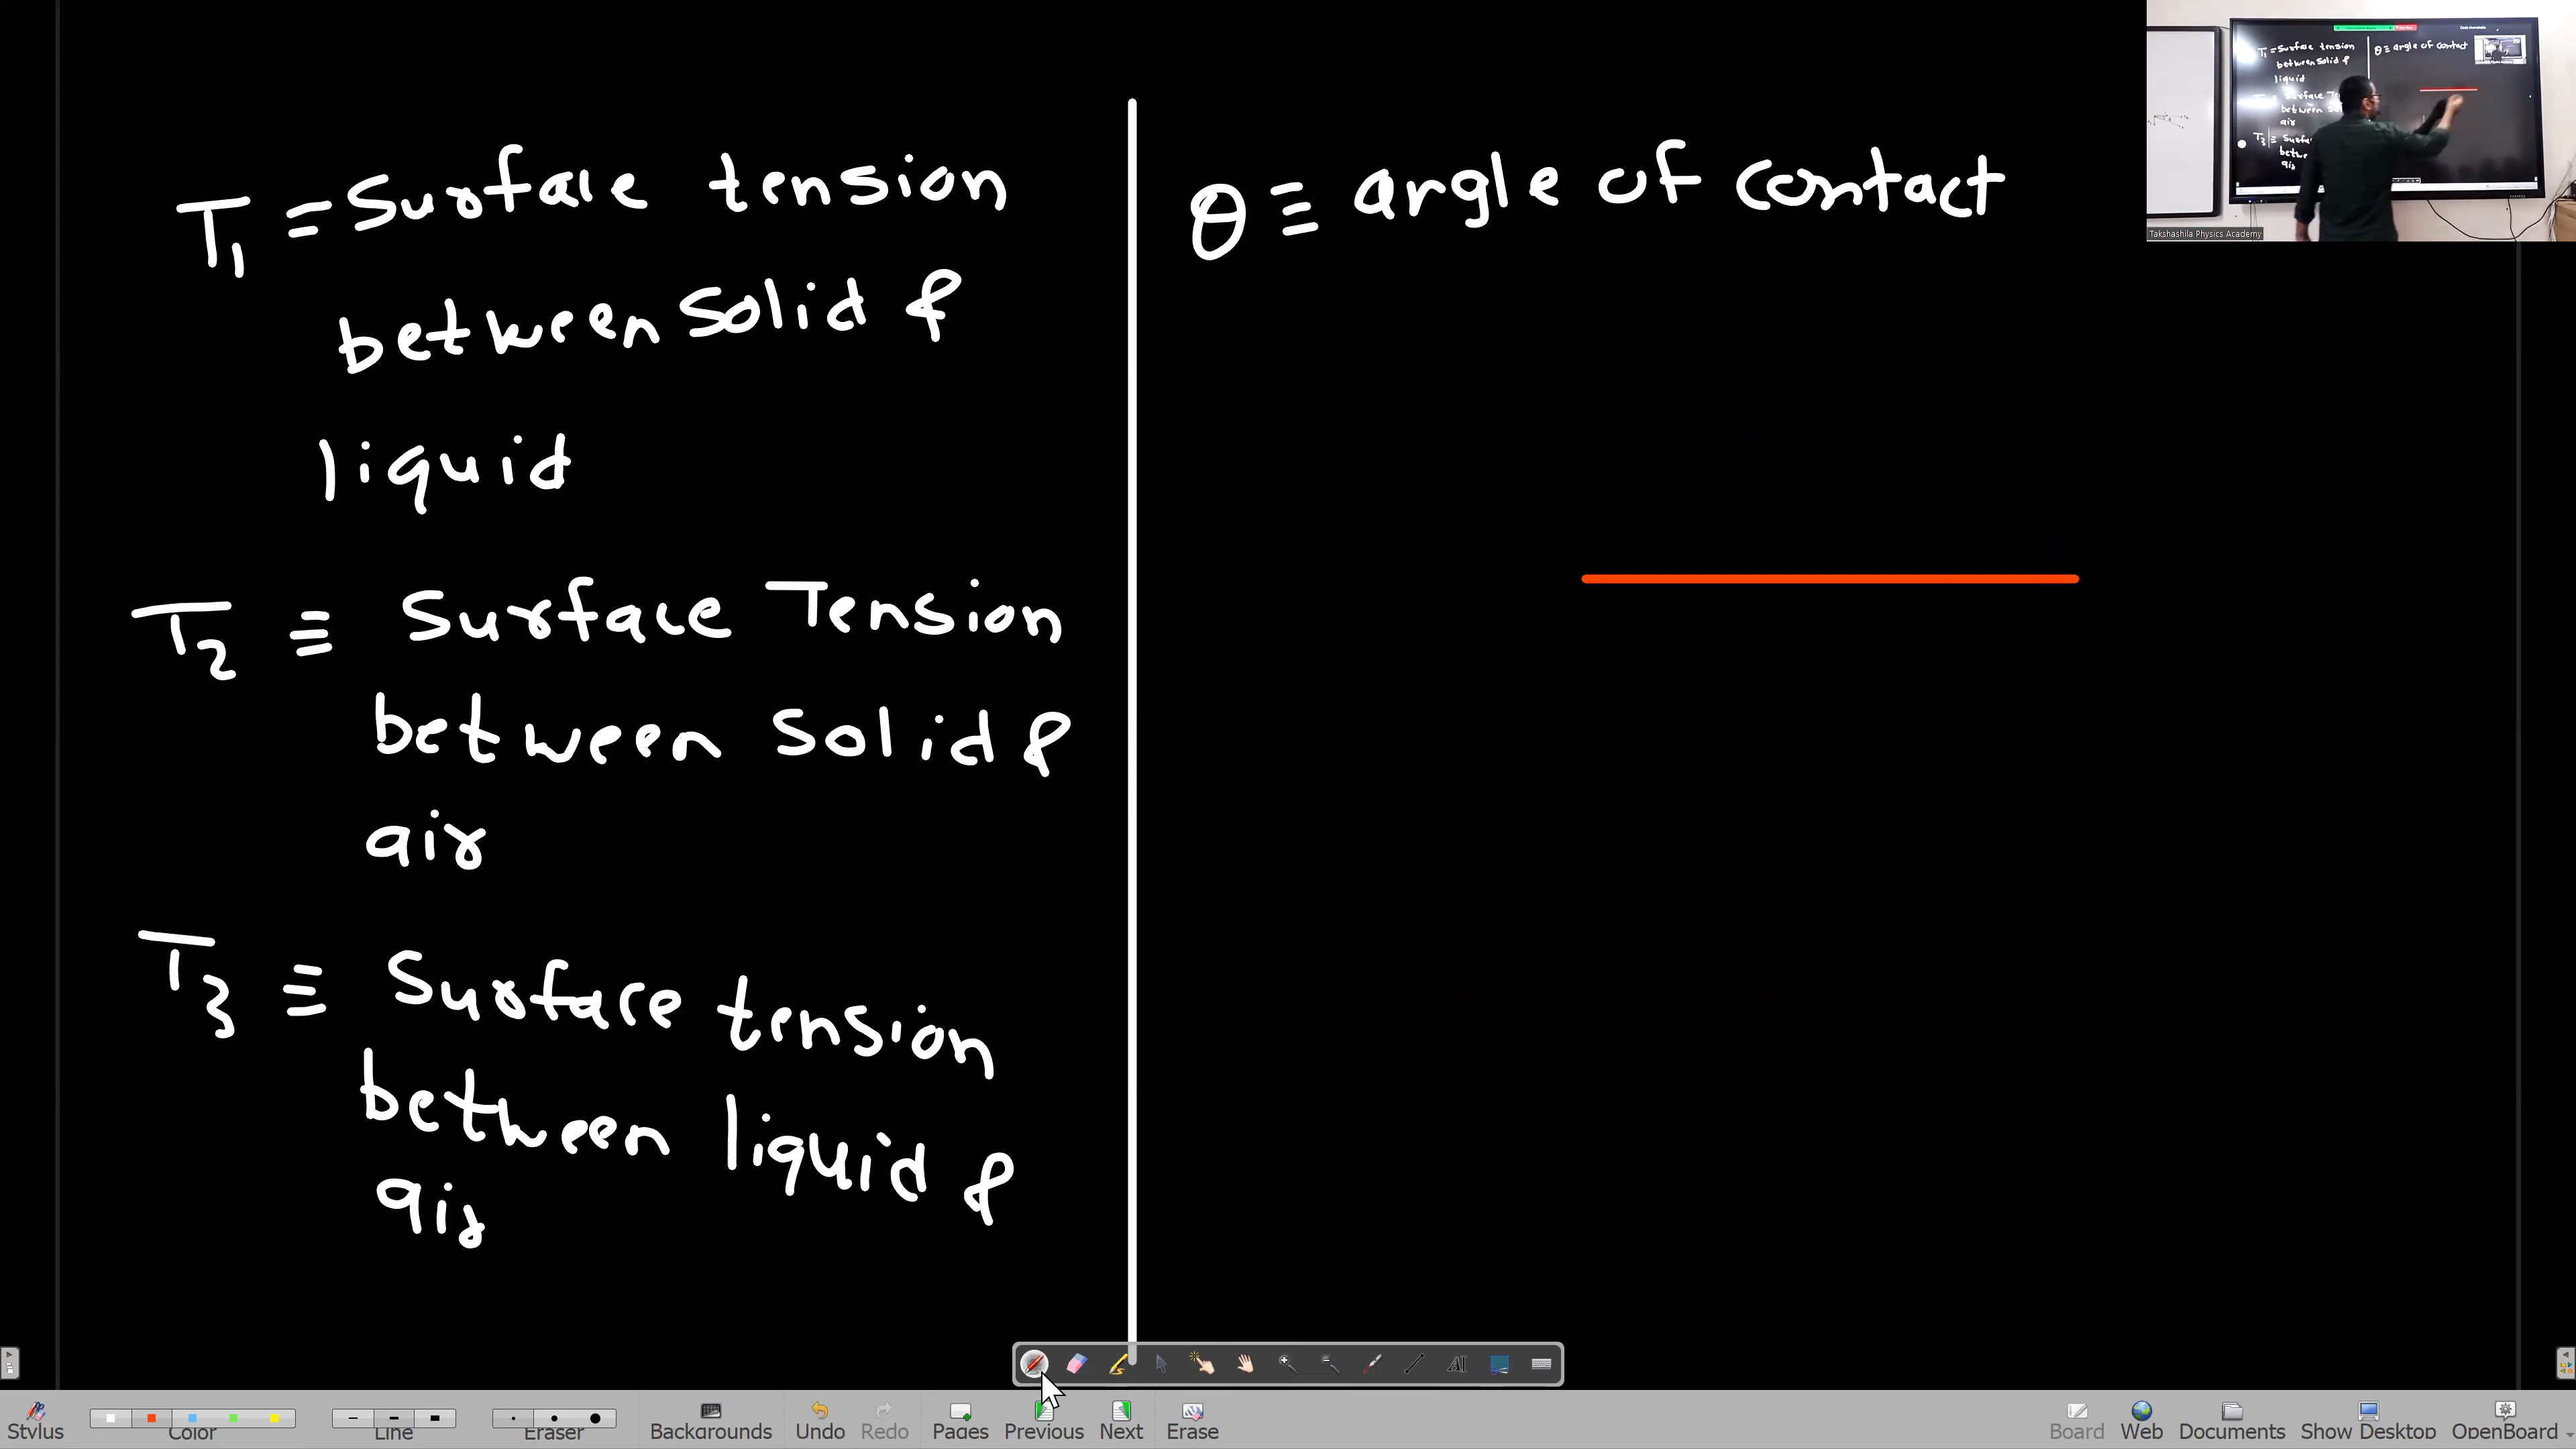 T1 = Surface tension
between solid &
liquid
T2 ≡ Surface Tension
between solid &
air
T3 ≡ Surface tension
between liquid &
air
θ ≡ angle of contact
Takshashila Physics Academy
Stylus
Color
Line
Eraser
Backgrounds
Undo
Redo
Pages
Previous
Next
Erase
Board
Web
Documents
Show Desktop
OpenBoard